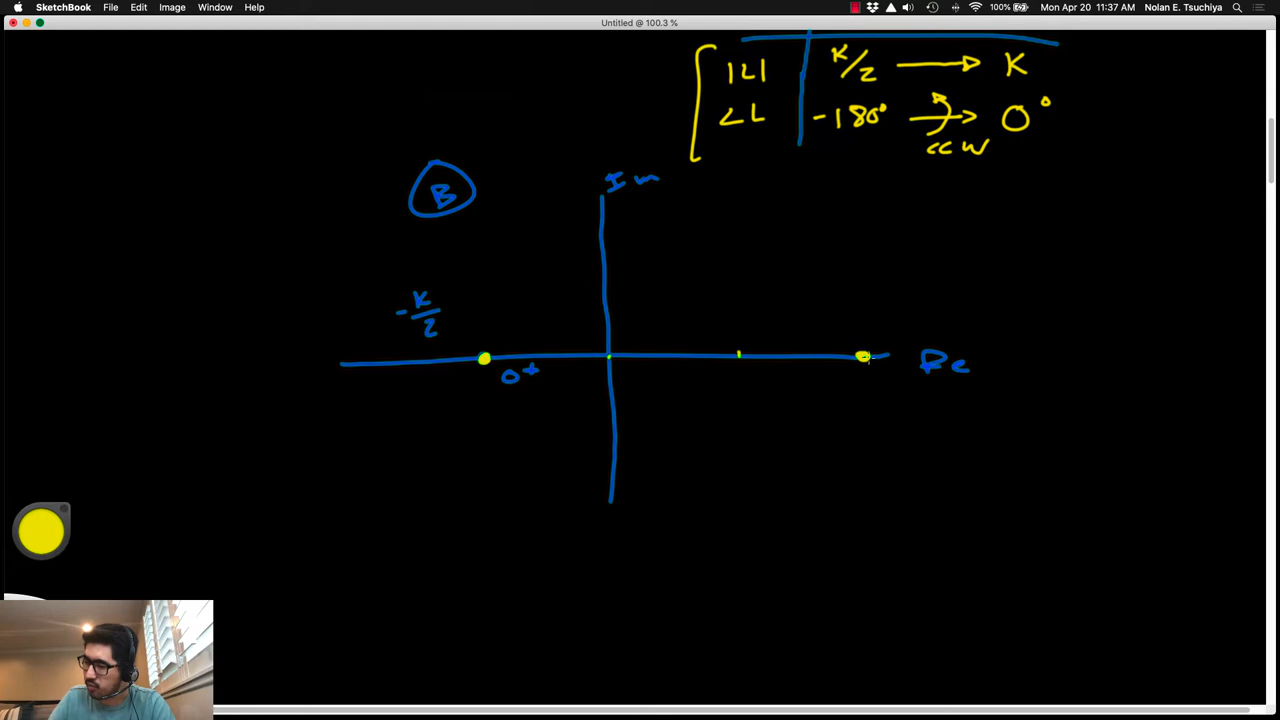 SketchBook File Edit Image Window Help 100% Mon Apr 20 11:37 AM Nolan E. Tsuchiya
Untitled @ 100.3 %
|L| K/2 → K
∠L -180° → 0°
CCW
B
Im
-K/2
0+
Re